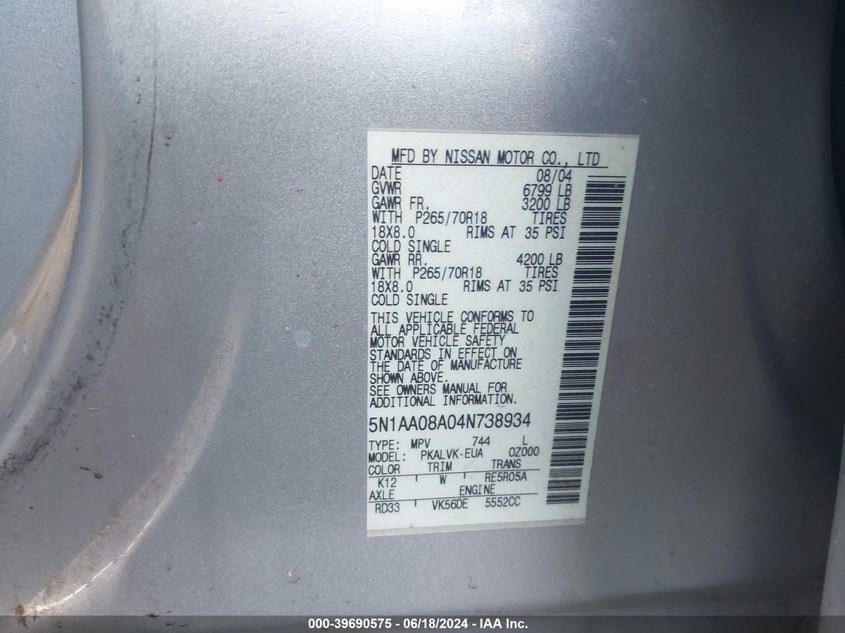 MFD BY NISSAN MOTOR CO., LTD
DATE 08/04
GVWR 6799 LB
GAWR FR. 3200 LB
WITH P265/70R18 TIRES
18X8.0 RIMS AT 35 PSI
COLD SINGLE
GAWR RR. 4200 LB
WITH P265/70R18 TIRES
18X8.0 RIMS AT 35 PSI
COLD SINGLE
THIS VEHICLE CONFORMS TO
ALL APPLICABLE FEDERAL
MOTOR VEHICLE SAFETY
STANDARDS IN EFFECT ON
THE DATE OF MANUFACTURE
SHOWN ABOVE.
SEE OWNERS MANUAL FOR
ADDITIONAL INFORMATION
5N1AA08A04N738934
TYPE: MPV 744 L
MODEL: PKALVK-EUA 0Z000
COLOR TRIM TRANS
K12 W RE5R05A
AXLE ENGINE
RD33 VK56DE 5552CC
000-39690575 - 06/18/2024 - IAA Inc.